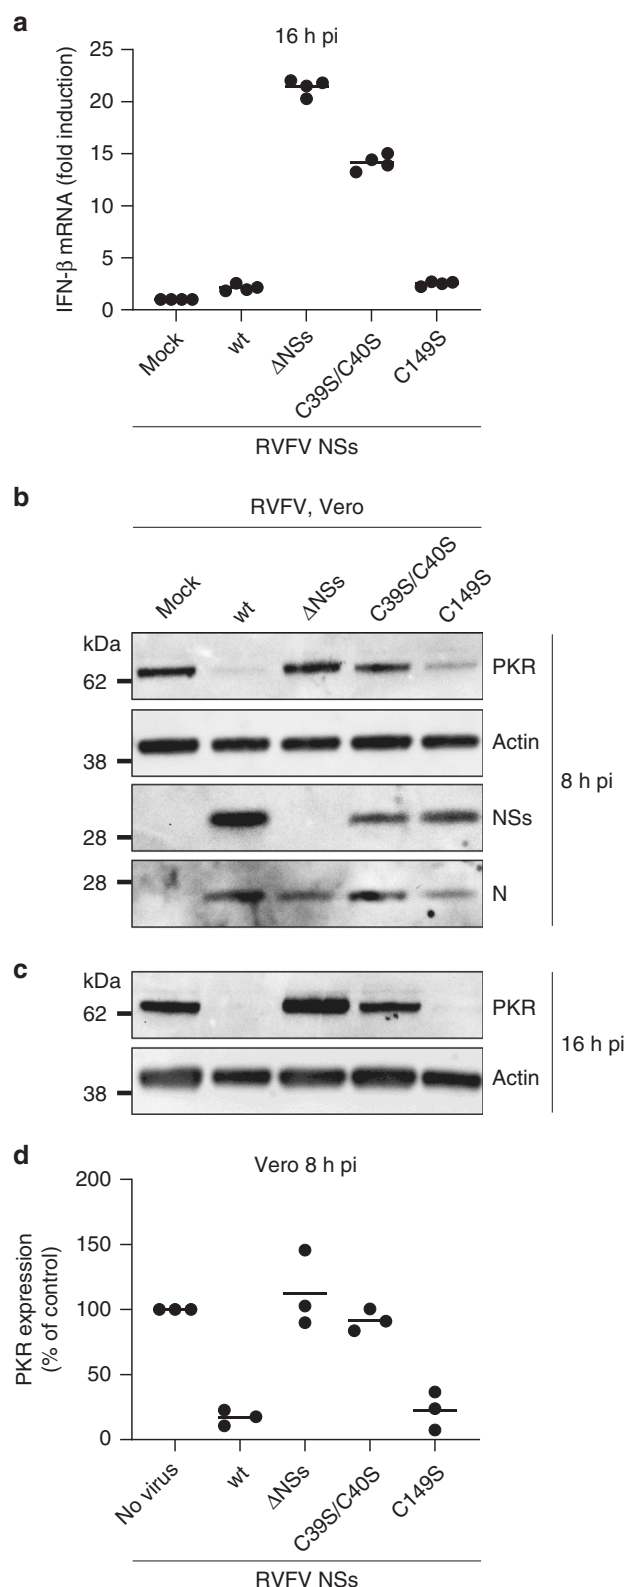 a
16 h pi
IFN-β mRNA (fold induction)
25
20
15
10
5
0
Mock
wt
ΔNSs
C39S/C40S
C149S
RVFV NSs
b
RVFV, Vero
Mock
wt
ΔNSs
C39S/C40S
C149S
kDa
62
PKR
38
Actin
28
NSs
28
N
8 h pi
c
kDa
62
PKR
38
Actin
16 h pi
d
Vero 8 h pi
PKR expression
(% of control)
200
150
100
50
0
No virus
wt
ΔNSs
C39S/C40S
C149S
RVFV NSs